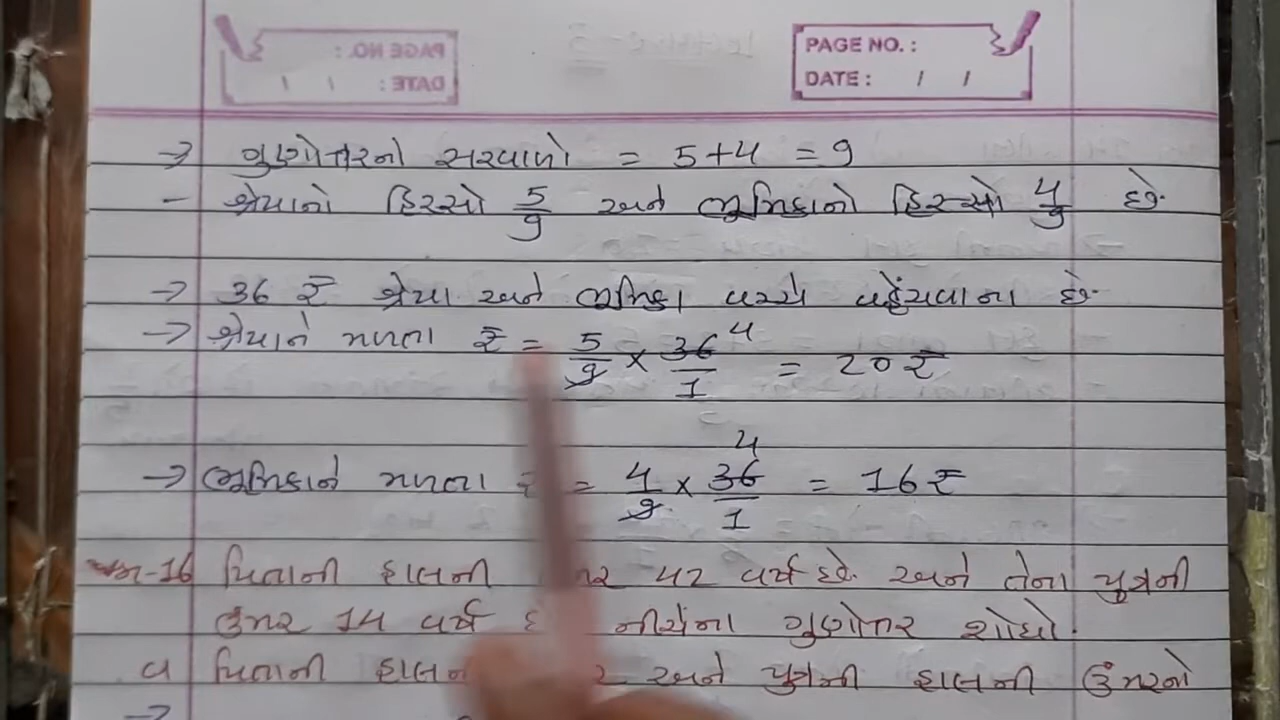 PAGE NO. :
DATE : / /
→ ગુણોત્તરનો સરવાળો = 5+4 = 9
- શ્રેયાનો હિસ્સો 5/9 અને ભૂમિકાનો હિસ્સો 4/9 છે.
→ 36 ₹ શ્રેયા અને ભૂમિકા વચ્ચે વહેંચવાના છે.
→ શ્રેયાને મળતા ₹ = 5/9 × 36/1 4 = 20 ₹
→ ભૂમિકાને મળતા = 4/9 × 36/1 4 = 16 ₹
16 પિતાની હાલની 42 વર્ષ છે. અને તેના પુત્રની
ઉંમર 14 વર્ષ નીચેના ગુણોત્તર શોધો.
પિતાની હાલની અને પુત્રની હાલની ઉંમરનો
→